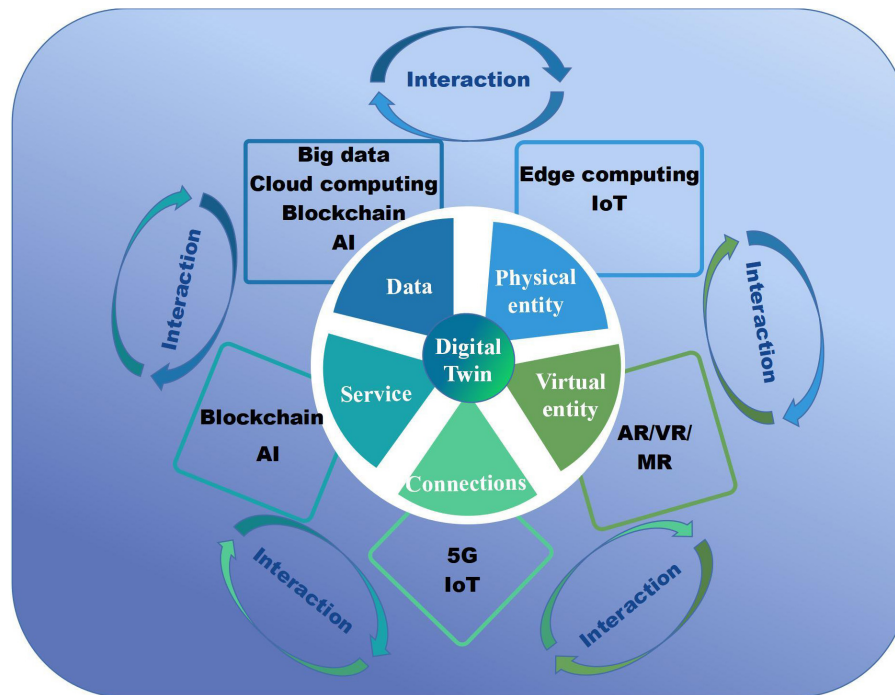 Interaction
Big data
Cloud computing
Blockchain
AI
Edge computing
IoT
Interaction
Interaction
Data
Physical
entity
Digital
Twin
Service
Virtual
entity
Connections
Blockchain
AI
AR/VR/
MR
5G
IoT
Interaction
Interaction